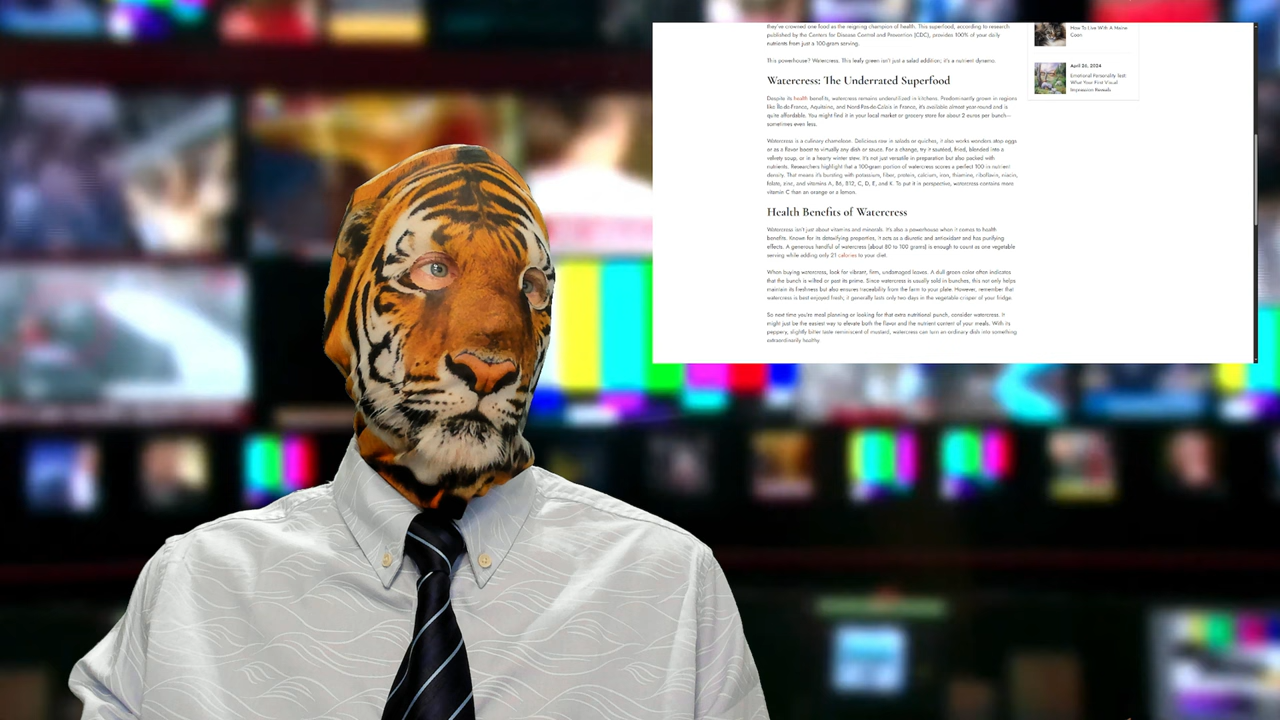 they've crowned one food as the reigning champion of health. This superfood, according to research
published by the Centers for Disease Control and Prevention (CDC), provides 100% of your daily
nutrients from just a 100 gram serving.
This powerhouse? Watercress. This leafy green isn't just a salad addition; it's a nutrient dynamo.
Watercress: The Underrated Superfood
Despite its health benefits, watercress remains underutilized in kitchens. Predominantly grown in regions
like Île-de-France, Aquitaine, and Nord-Pas-de-Calais in France, it's available almost year-round and is
quite affordable. You might find it in your local market or grocery store for about 2 euros per bunch—
sometimes even less.
Watercress is a culinary chameleon. Delicious raw in salads or quiches, it also works wonders atop eggs
or as a flavor boost to virtually any dish or sauce. For a change, try it sautéed, fried, blended into a
velvety soup, or in a hearty winter stew. It's not just versatile in preparation but also packed with
nutrients. Researchers highlight that a 100gram portion of watercress scores a perfect 100 in nutrient
density. That means it's bursting with potassium, fiber, protein, calcium, iron, thiamine, riboflavin, niacin,
folate, zinc, and vitamins A, B6, B12, C, D, E, and K. To put it in perspective, watercress contains more
vitamin C than an orange or a lemon.
Health Benefits of Watercress
Watercress isn't just about vitamins and minerals. It's also a powerhouse when it comes to health
benefits. Known for its detoxifying properties, it acts as a diuretic and antioxidant and has purifying
effects. A generous handful of watercress (about 80 to 100 grams) is enough to count as one vegetable
serving while adding only 21 calories to your diet.
When buying watercress, look for vibrant, firm, undamaged leaves. A dull green color often indicates
that the bunch is wilted or past its prime. Since watercress is usually sold in bunches, this not only helps
maintain its freshness but also ensures traceability from the farm to your plate. However, remember that
watercress is best enjoyed fresh; it generally lasts only two days in the vegetable crisper of your fridge.
So next time you're meal planning or looking for that extra nutritional punch, consider watercress. It
might just be the easiest way to elevate both the flavor and the nutrient content of your meals. With its
peppery, slightly bitter taste reminiscent of mustard, watercress can turn an ordinary dish into something
extraordinarily healthy.
How To Live With A Maine
Coon
April 26, 2024
Emotional Personality Test:
What Your First Visual
Impression Reveals